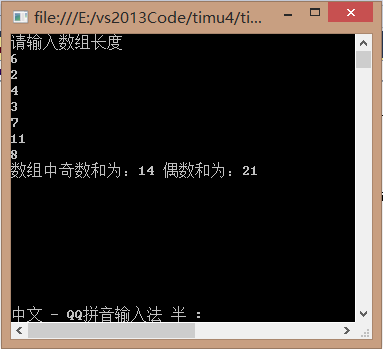 file:///E:/vs2013Code/timu4/ti...
请输入数组长度
6
2
4
3
7
11
8
数组中奇数和为：14 偶数和为：21
中文 - QQ拼音输入法 半 ：